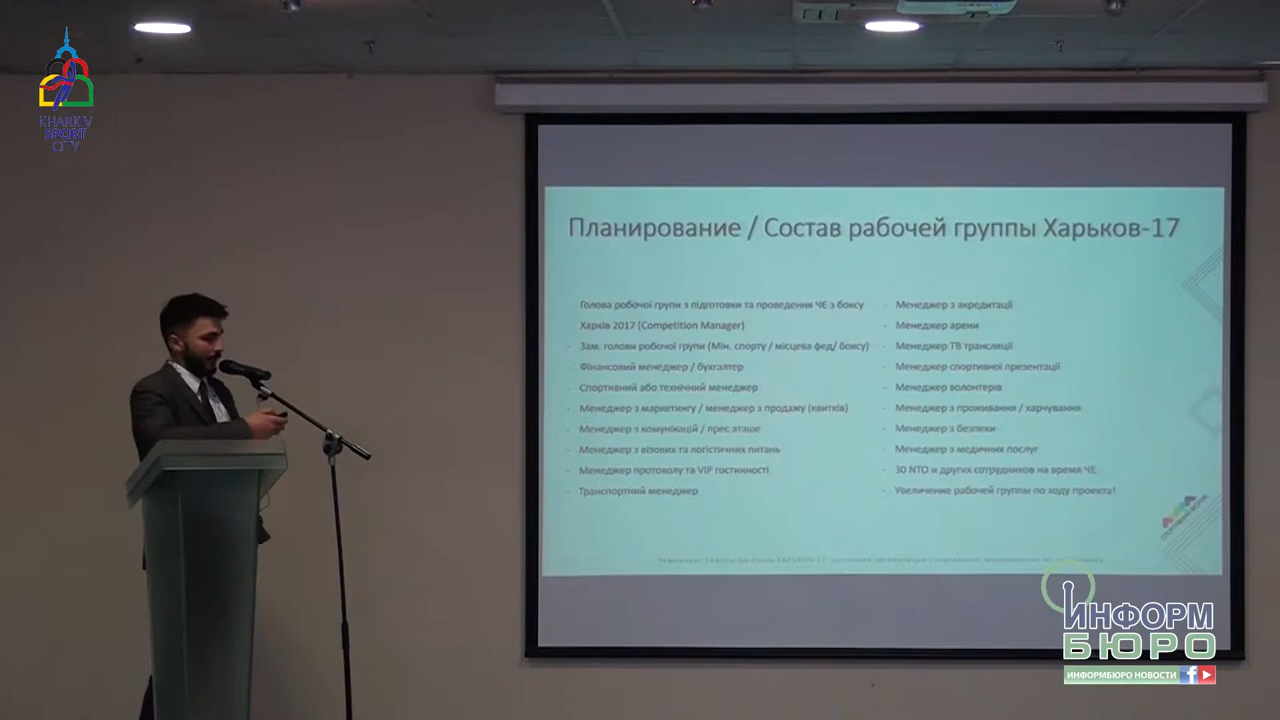 KHARKIV
SPORT
CITY
Планирование / Состав рабочей группы Харьков-17
Голова робочої групи з підготовки та проведення ЧЄ з боксу
Харків 2017 (Competition Manager)
- Зам. голови робочої групи (Мін. спорту / місцева фед/ боксу)
- Фінансовий менеджер / бухгалтер
- Спортивний або технічний менеджер
- Менеджер з маркетингу / менеджер з продажу (квитків)
- Менеджер з комунікацій / прес аташе
- Менеджер з візових та логістичних питань
- Менеджер протоколу та VIP гостинності
- Транспортний менеджер
- Менеджер з акредитації
- Менеджер арени
- Менеджер ТВ трансляції
- Менеджер спортивної презентації
- Менеджер волонтерів
- Менеджер з проживання / харчування
- Менеджер з безпеки
- Менеджер з медичних послуг
- 30 NTO и других сотрудников на время ЧЕ
- Увеличение рабочей группы по ходу проекта!
ИНФОРМ
БЮРО
ИНФОРМБЮРО НОВОСТИ